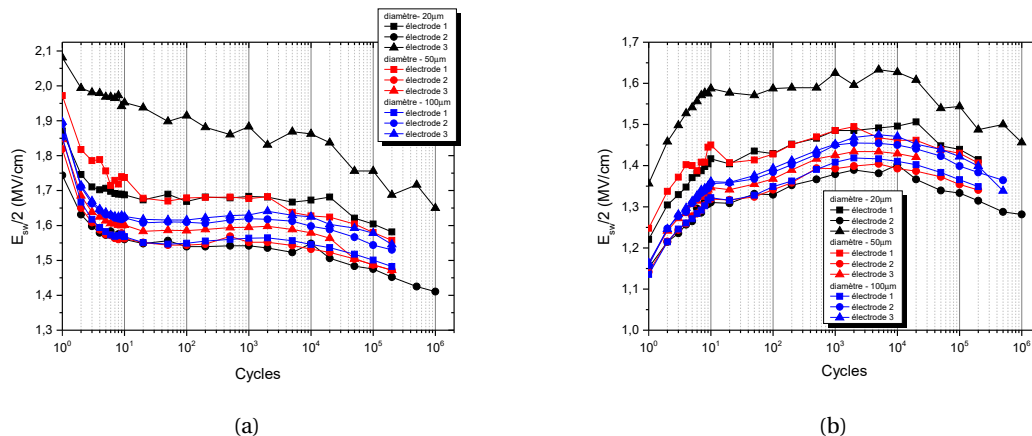 diamètre- 20µm
électrode 1
électrode 2
électrode 3
diamètre - 50µm
électrode 1
électrode 2
électrode 3
diamètre - 100µm
électrode 1
électrode 2
électrode 3
2,1
2,0
1,9
1,8
1,7
1,6
1,5
1,4
1,3
E_sw/2 (MV/cm)
10^0 10^1 10^2 10^3 10^4 10^5 10^6
Cycles
(a)
1,7
1,6
1,5
1,4
1,3
1,2
1,1
1,0
E_sw/2 (MV/cm)
diamètre - 20µm
électrode 1
électrode 2
électrode 3
diamètre - 50µm
électrode 1
électrode 2
électrode 3
diamètre - 100µm
électrode 1
électrode 2
électrode 3
10^0 10^1 10^2 10^3 10^4 10^5 10^6
Cycles
(b)